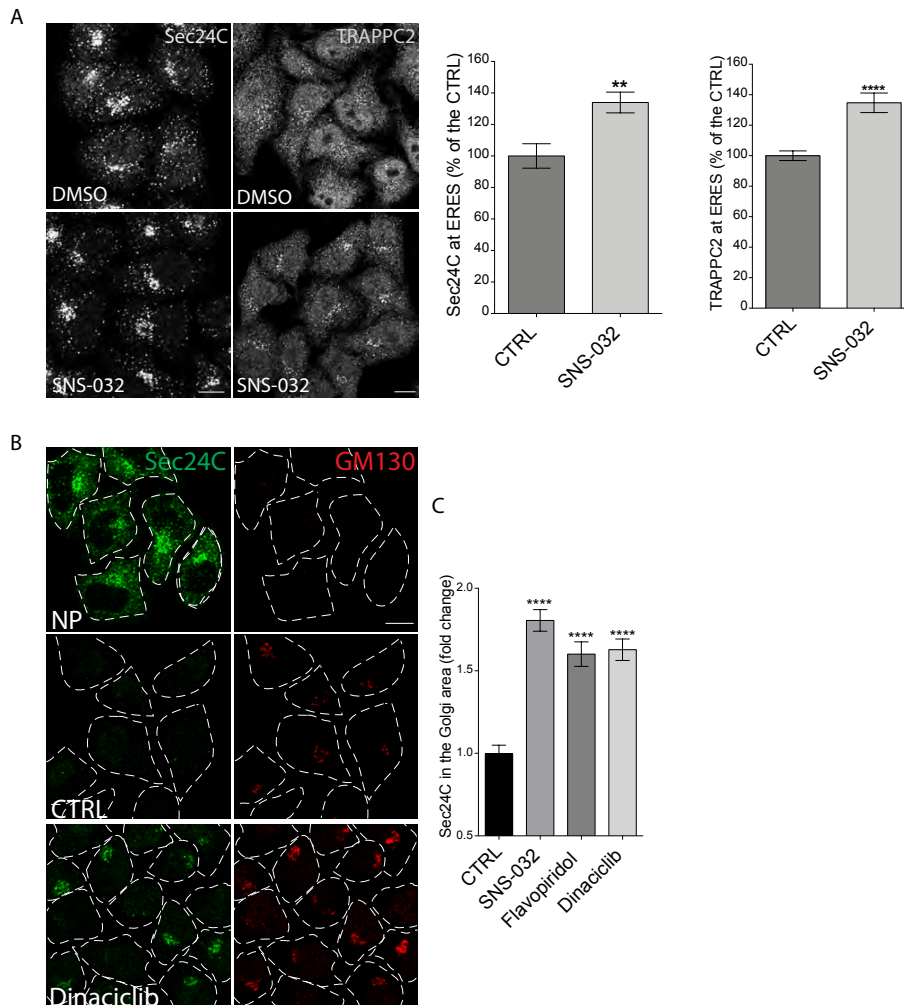 A
Sec24C
TRAPPC2
DMSO
DMSO
SNS-032
SNS-032
Sec24C at ERES (% of the CTRL)
160
140
120
100
80
60
40
20
0
**
CTRL
SNS-032
TRAPPC2 at ERES (% of the CTRL)
160
140
120
100
80
60
40
20
0
****
CTRL
SNS-032
B
Sec24C
GM130
NP
CTRL
Dinaciclib
C
Sec24C in the Golgi area (fold change)
2.0
1.5
1.0
0.5
****
****
****
CTRL
SNS-032
Flavopiridol
Dinaciclib